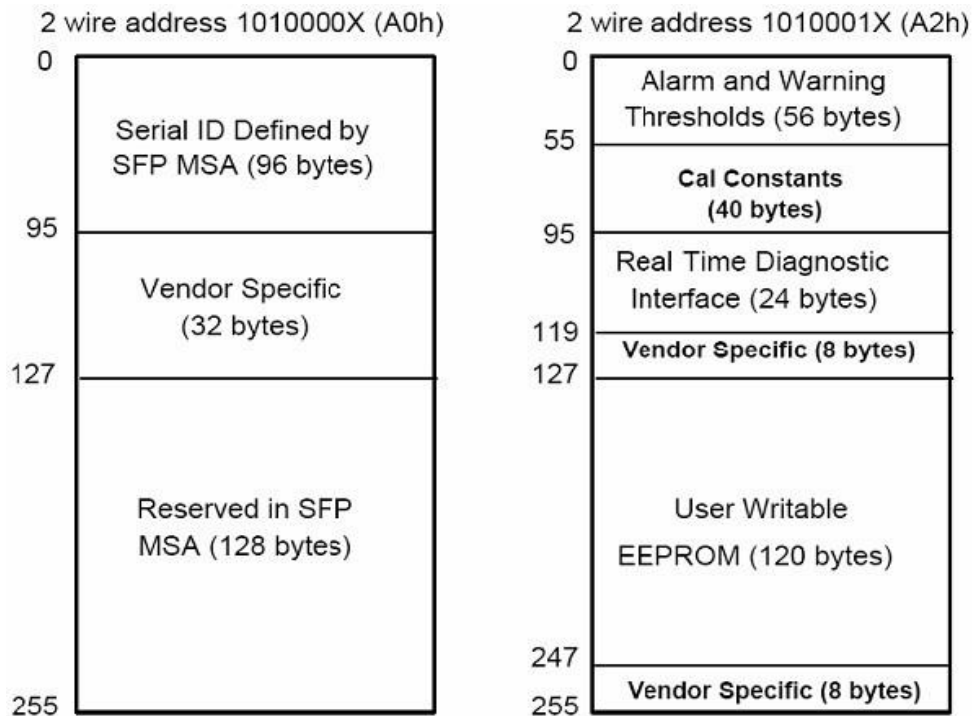 2 wire address 1010000X (A0h)
0
Serial ID Defined by
SFP MSA (96 bytes)
95
Vendor Specific
(32 bytes)
127
Reserved in SFP
MSA (128 bytes)
255
2 wire address 1010001X (A2h)
0
Alarm and Warning
Thresholds (56 bytes)
55
Cal Constants
(40 bytes)
95
Real Time Diagnostic
Interface (24 bytes)
119
Vendor Specific (8 bytes)
127
User Writable
EEPROM (120 bytes)
247
Vendor Specific (8 bytes)
255